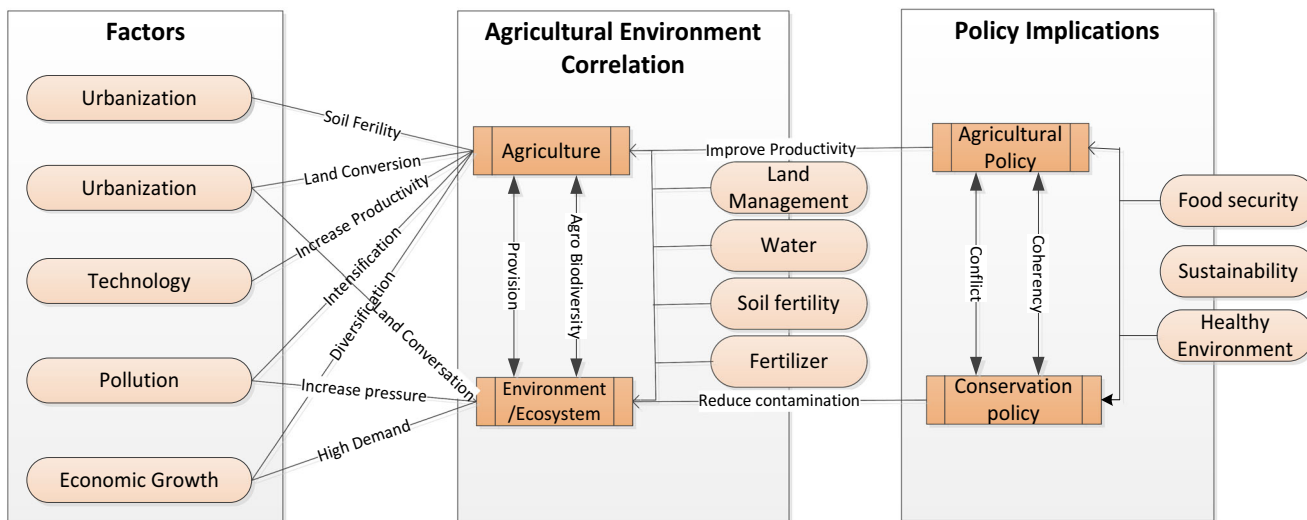 Factors
Urbanization
Urbanization
Technology
Pollution
Economic Growth
Soil Ferility
Land Conversion
Increase Productivity
Intensification
Diversification
Land Conversation
Increase pressure
High Demand
Agricultural Environment
Correlation
Agriculture
Provision
Agro Biodiversity
Environment
/Ecosystem
Improve Productivity
Land
Management
Water
Soil fertility
Fertilizer
Reduce contamination
Policy Implications
Agricultural
Policy
Conflict
Coherency
Conservation
policy
Food security
Sustainability
Healthy
Environment